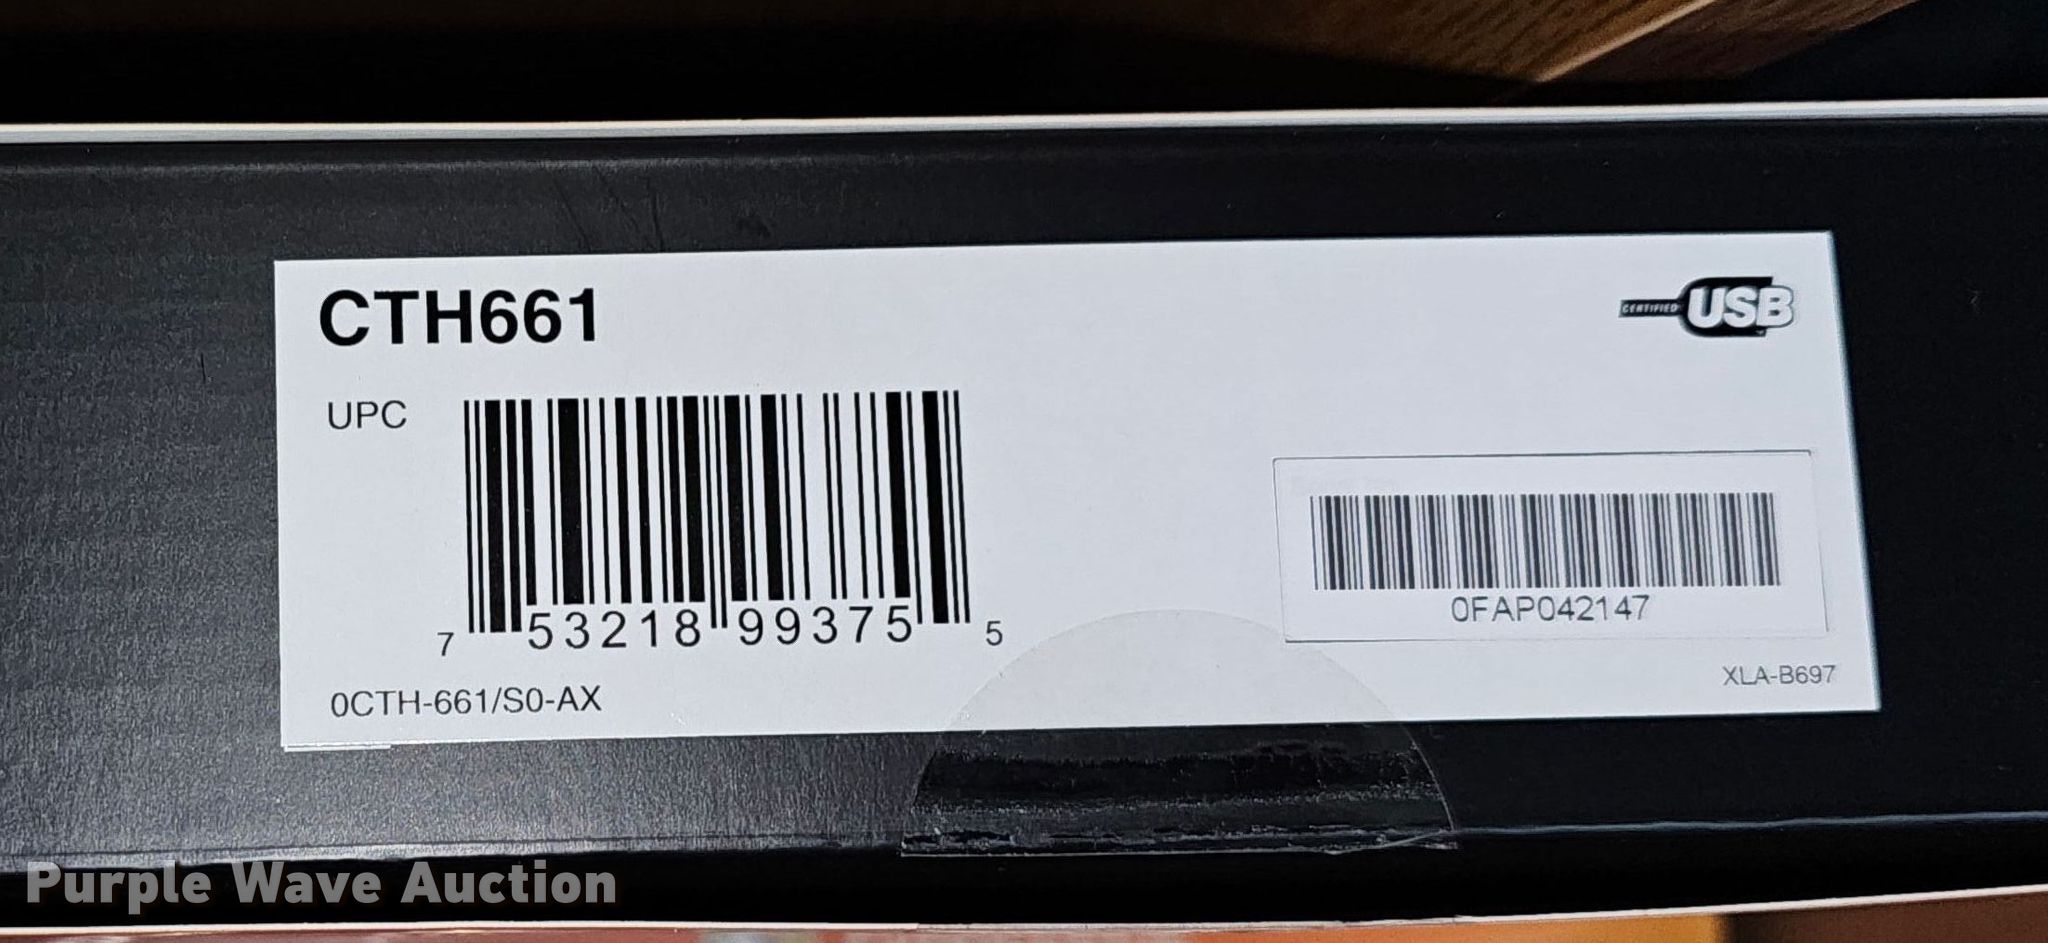 CTH661
CERTIFIED USB
UPC
7 53218 99375 5
0FAP042147
0CTH-661/S0-AX
XLA-B697
Purple Wave Auction